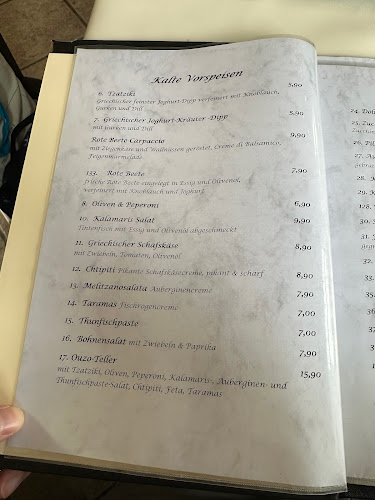 Kalte Vorspeisen
6. Tzatziki 5,90
Griechischer feinster Joghurt-Dipp verfeinert mit Knoblauch,
Gurken und Dill
7. Griechischer Joghurt-Kräuter-Dipp 5,90
mit Gurken und Dill
Rote Beete Carpaccio 9,90
mit Ziegenkäse und Walnüssen geröstet, Creme di Balsamico,
Feigenmarmelade
133. Rote Beete 7,90
frische Rote Beete eingelegt in Essig und Olivenöl,
verfeinert mit Knoblauch und Joghurt
8. Oliven & Peperoni 6,90
10. Kalamaris Salat 9,90
Tintenfisch mit Essig und Olivenöl abgeschmeckt
11. Griechischer Schafskäse 8,90
mit Zwiebeln, Tomaten, Olivenöl
12. Chtipiti Pikante Schafskäsecreme, pikant & scharf 8,90
13. Melitzanosalata Auberginencreme 7,90
14. Taramas Fischrogencreme 7,00
15. Thunfischpaste 7,00
16. Bohnensalat mit Zwiebeln & Paprika 7,90
17. Ouzo-Teller 15,90
mit Tzatziki, Oliven, Peperoni, Kalamaris-, Auberginen- und
Thunfischpaste-Salat, Chtipiti, Feta, Taramas
24.
25.
26.